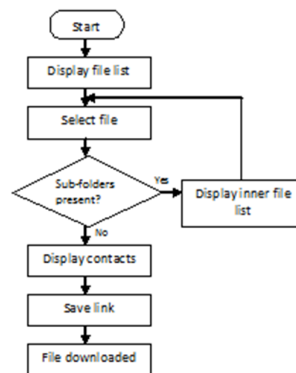 Start
Display file list
Select file
Sub-folders
present?
Yes
Display inner file
list
No
Display contacts
Save link
File downloaded